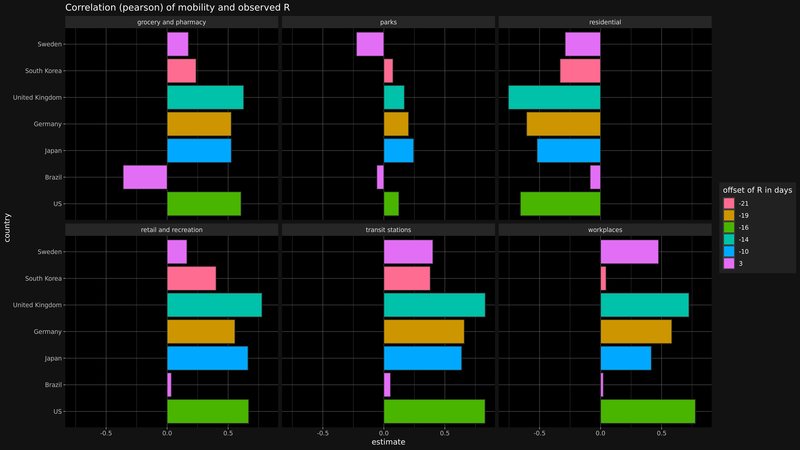 Correlation (pearson) of mobility and observed R
grocery and pharmacy
parks
residential
Sweden
South Korea
United Kingdom
Germany
Japan
Brazil
US
retail and recreation
transit stations
workplaces
Sweden
South Korea
United Kingdom
Germany
Japan
Brazil
US
-0.5 0.0 0.5
-0.5 0.0 0.5
-0.5 0.0 0.5
estimate
country
offset of R in days
-21
-19
-16
-14
-10
3